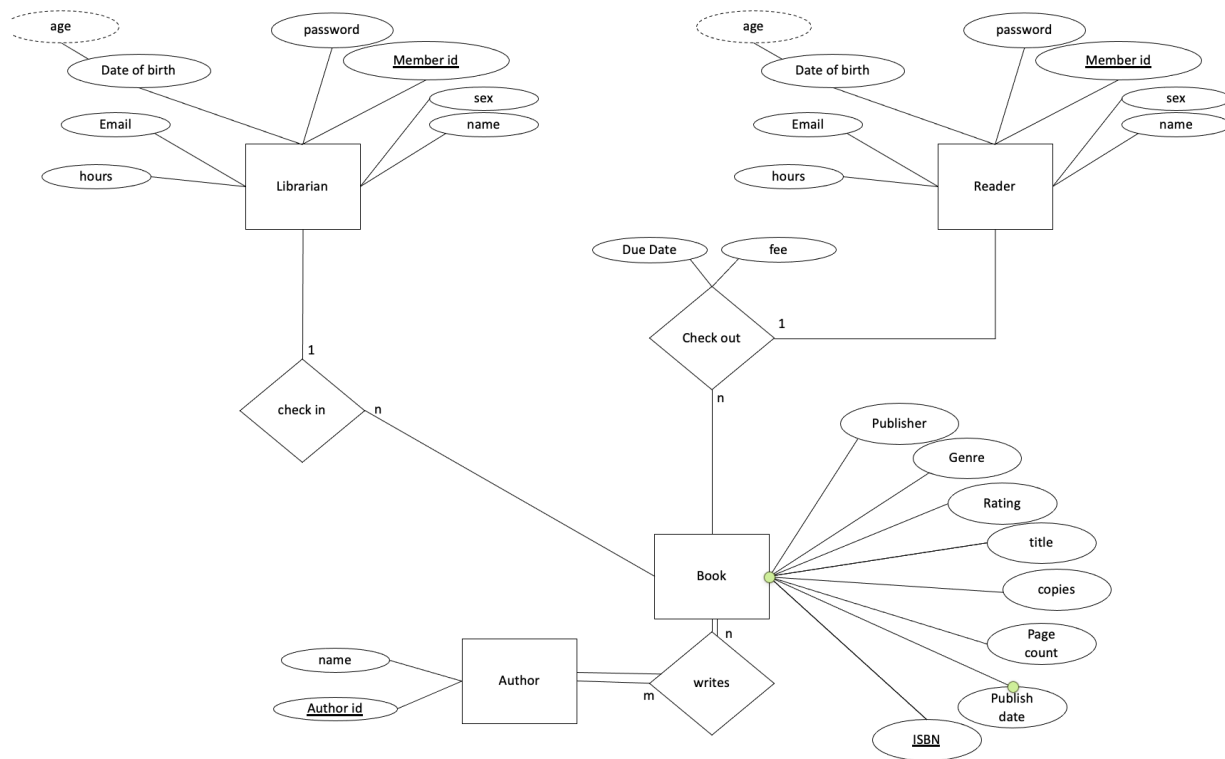 age
password
Date of birth
Member id
sex
name
Email
hours
Librarian
age
password
Date of birth
Member id
sex
name
Email
hours
Reader
Due Date
fee
Check out
1
n
1
check in
n
Publisher
Genre
Rating
title
copies
Page
count
Publish
date
ISBN
Book
n
writes
m
Author
name
Author id